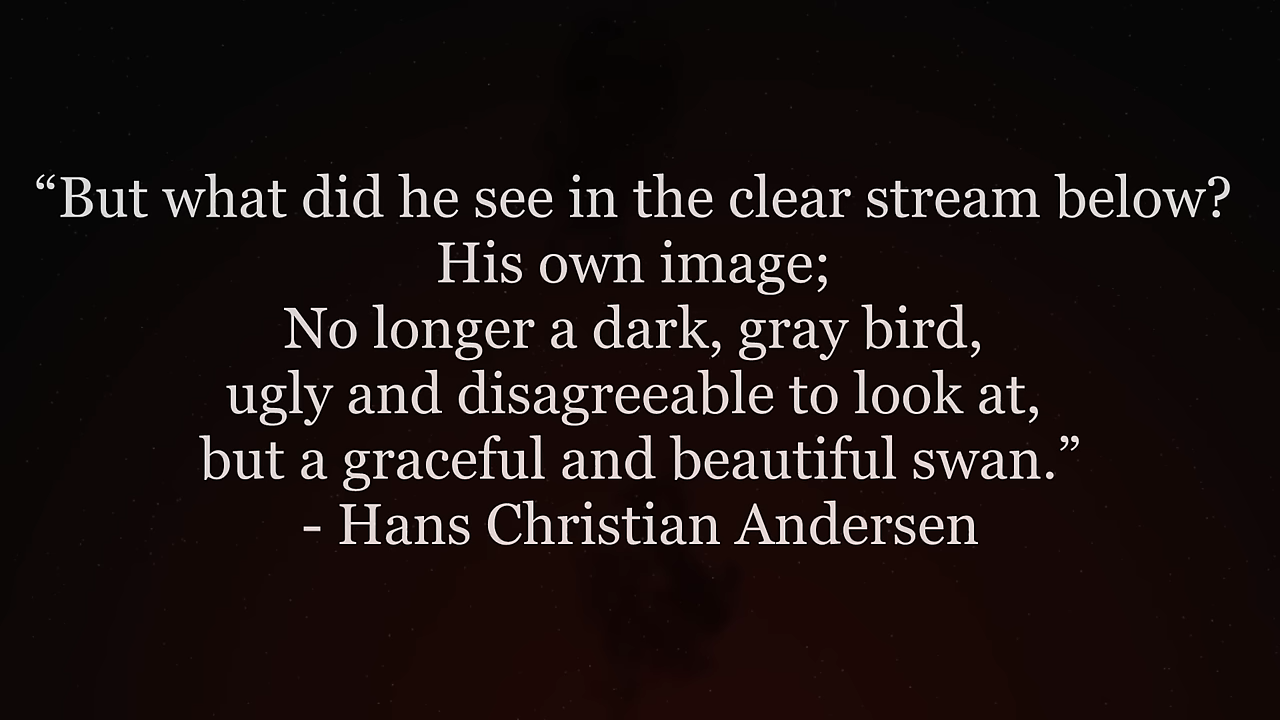 “But what did he see in the clear stream below?
His own image;
No longer a dark, gray bird,
ugly and disagreeable to look at,
but a graceful and beautiful swan.”
- Hans Christian Andersen